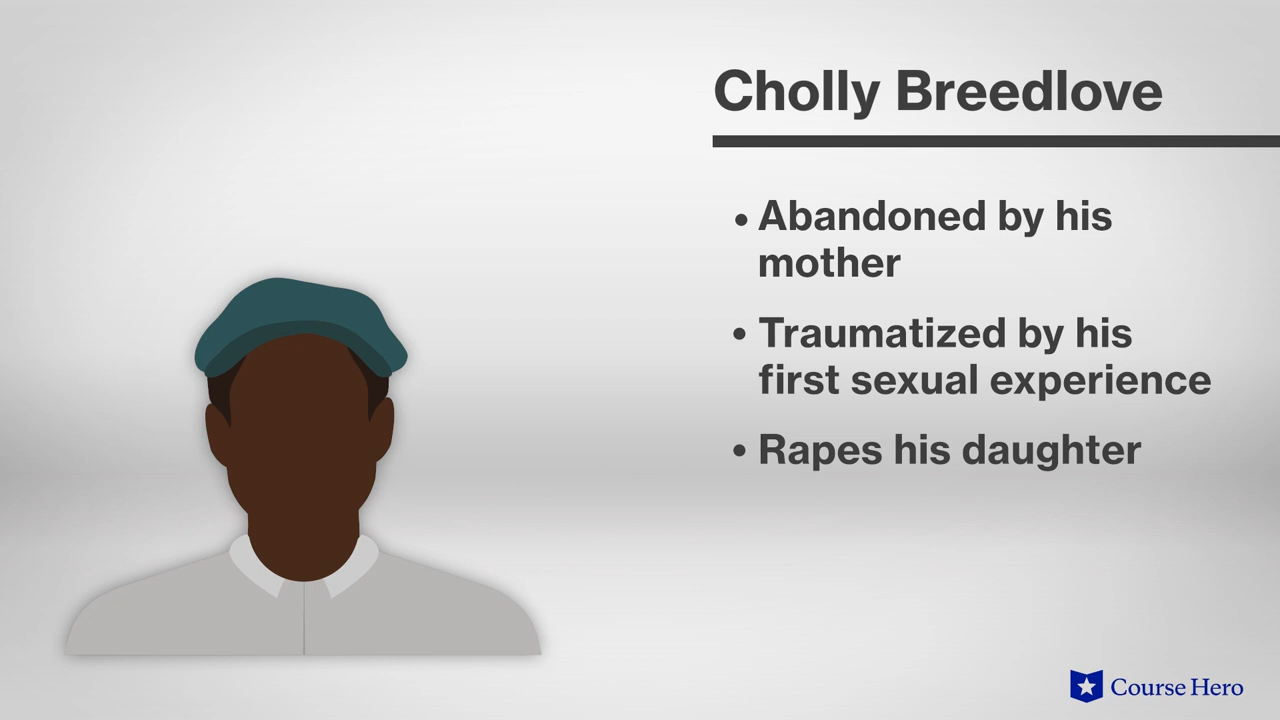 Cholly Breedlove
• Abandoned by his
mother
• Traumatized by his
first sexual experience
• Rapes his daughter
Course Hero